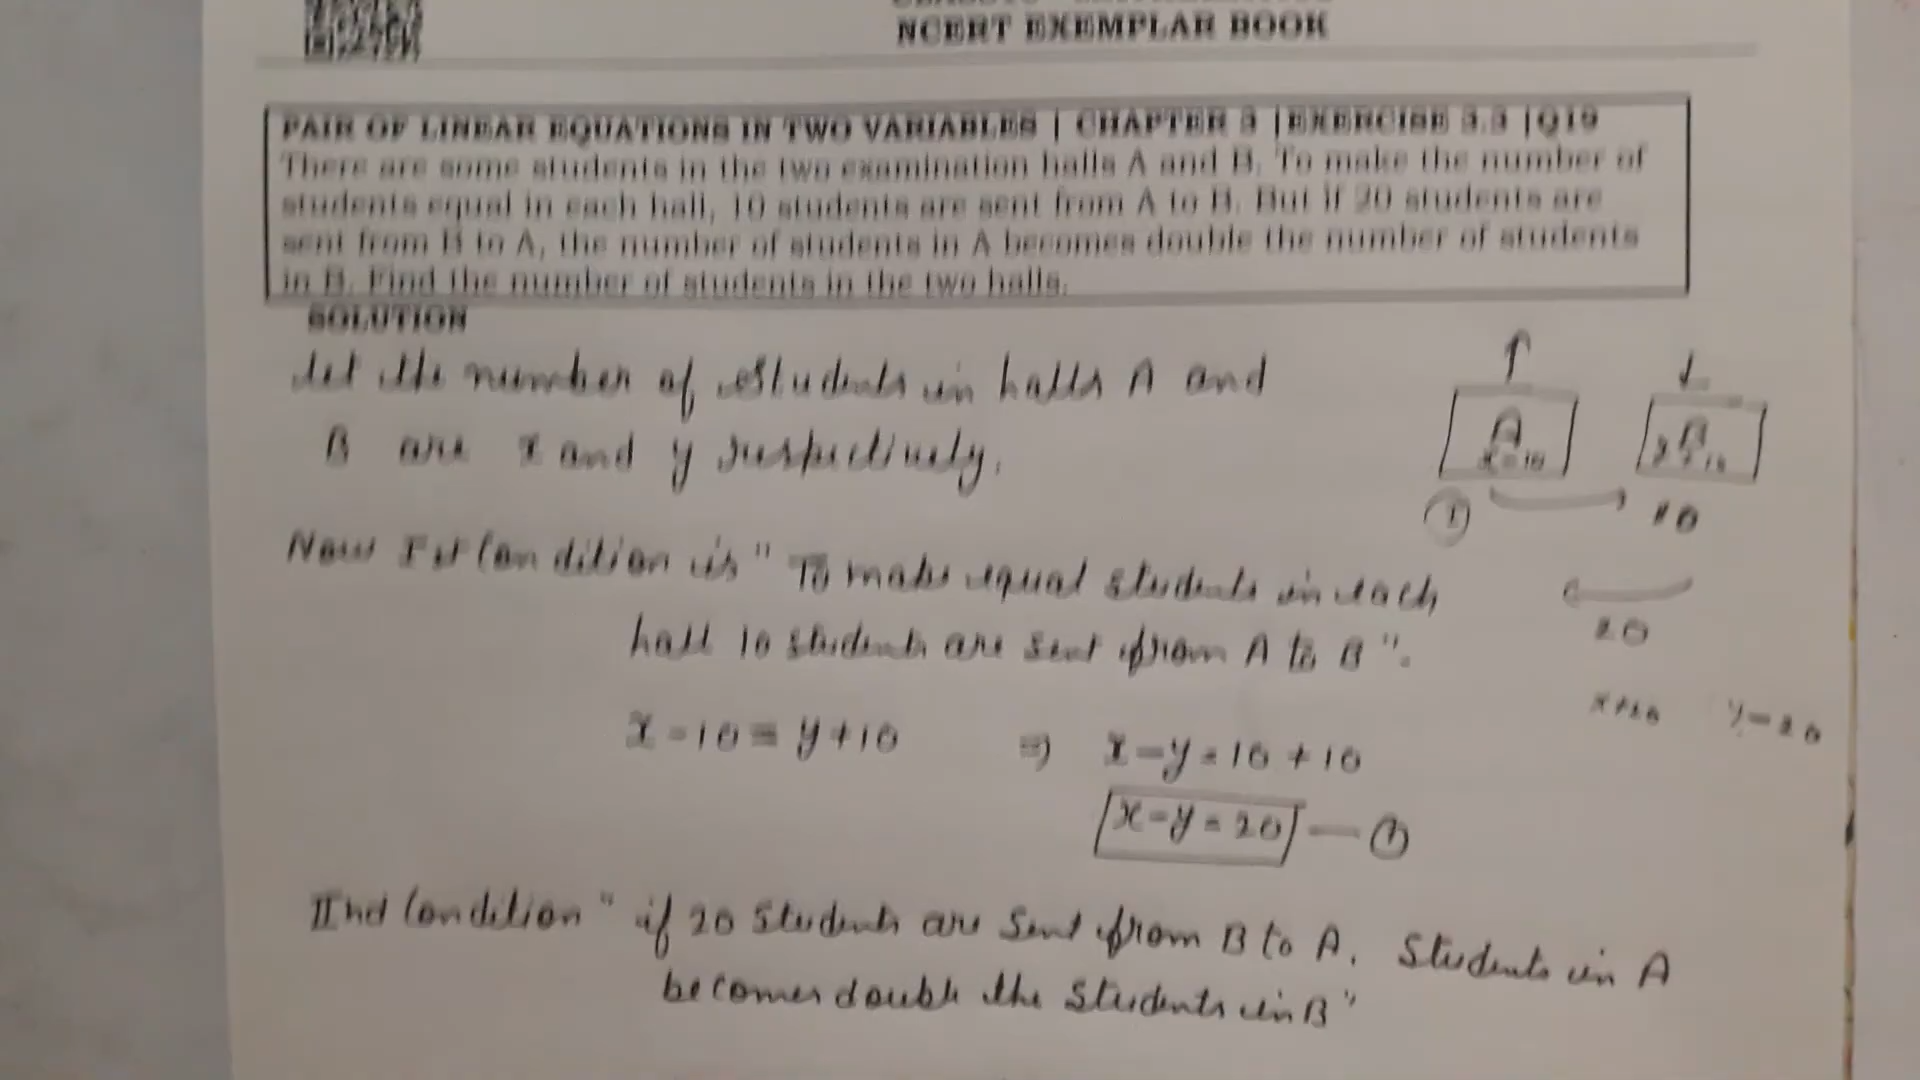 NCERT EXEMPLAR BOOK
PAIR OF LINEAR EQUATIONS IN TWO VARIABLES | CHAPTER 3 |EXERCISE 3.3 |Q19
There are some students in the two examination halls A and B. To make the number of
students equal in each hall, 10 students are sent from A to B. But if 20 students are
sent from B to A, the number of students in A becomes double the number of students
in B. Find the number of students in the two halls.
SOLUTION
Let the number of students in halls A and
B are x and y respectively.
A
x-10
B
y+10
①
10
20
x+20 y-20
Now Ist Condition is " To make equal students in each
hall 10 students are sent from A to B ".
x-10 = y+10 ⇒ x-y = 10+10
x-y = 20 — ①
IInd Condition " if 20 Students are Sent from B to A. Students in A
becomes double the Students in B "